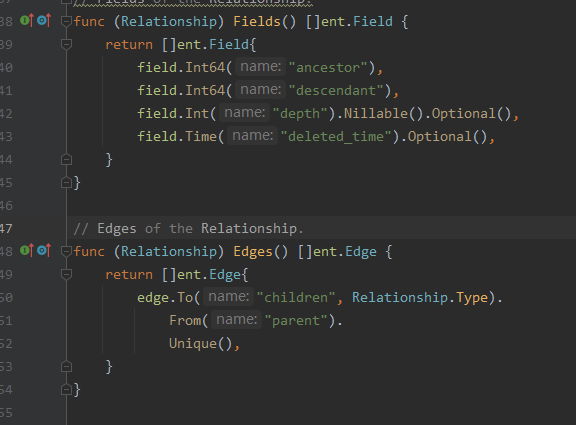 // Fields of the Relationship.
38 func (Relationship) Fields() []ent.Field {
39 return []ent.Field{
40 field.Int64( name: "ancestor"),
41 field.Int64( name: "descendant"),
42 field.Int( name: "depth").Nillable().Optional(),
43 field.Time( name: "deleted_time").Optional(),
44 }
45 }
46
47 // Edges of the Relationship.
48 func (Relationship) Edges() []ent.Edge {
49 return []ent.Edge{
50 edge.To( name: "children", Relationship.Type).
51 From( name: "parent").
52 Unique(),
53 }
54 }
55